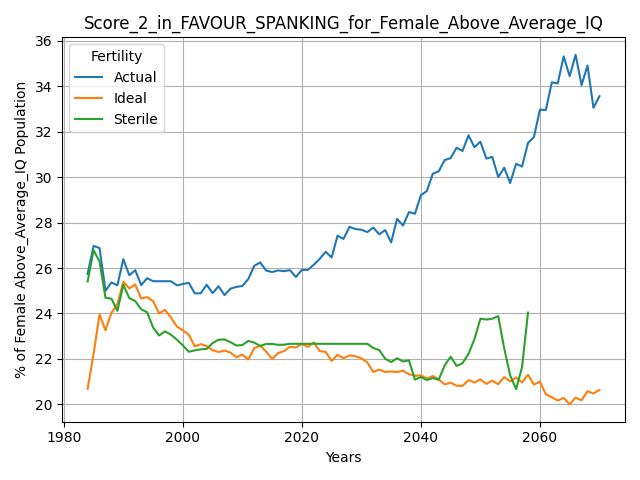 Score_2_in_FAVOUR_SPANKING_for_Female_Above_Average_IQ
% of Female Above_Average_IQ Population
36
34
32
30
28
26
24
22
20
Fertility
Actual
Ideal
Sterile
1980
2000
2020
2040
2060
Years